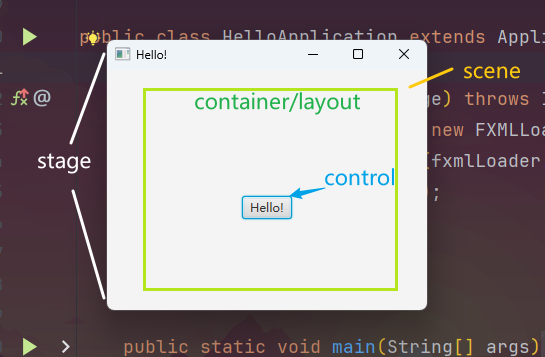 public class HelloApplication extends Appli
Hello!
scene
@
container/layout
ge) throws I
new FXMLLo
stage
(fxmlLoader
control
;
Hello!
public static void main(String[] args)